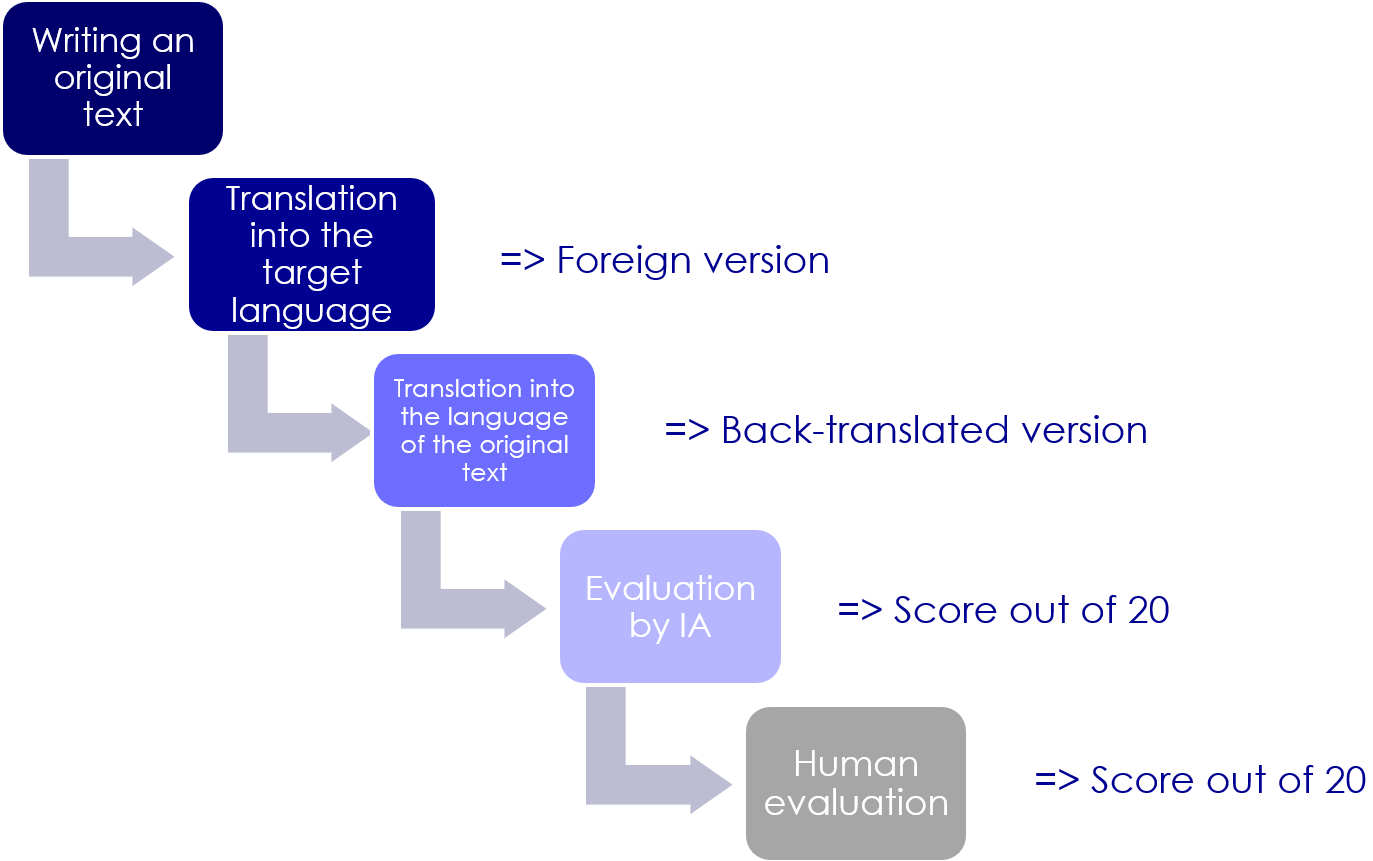 Writing an
original
text
Translation
into the
target
language
=> Foreign version
Translation into
the language
of the original
text
=> Back-translated version
Evaluation
by IA
=> Score out of 20
Human
evaluation
=> Score out of 20